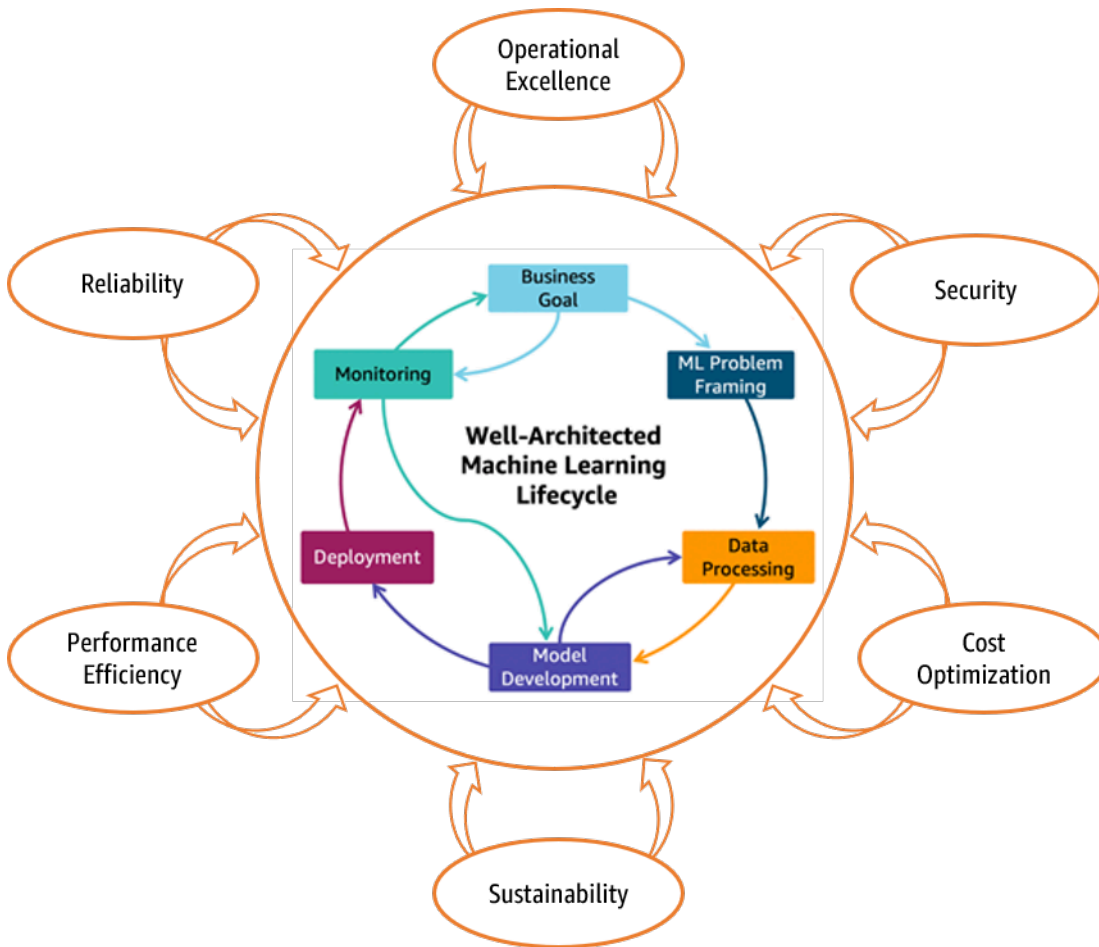 Operational
Excellence
Reliability
Security
Business
Goal
Monitoring
ML Problem
Framing
Well-Architected
Machine Learning
Lifecycle
Deployment
Data
Processing
Model
Development
Performance
Efficiency
Cost
Optimization
Sustainability